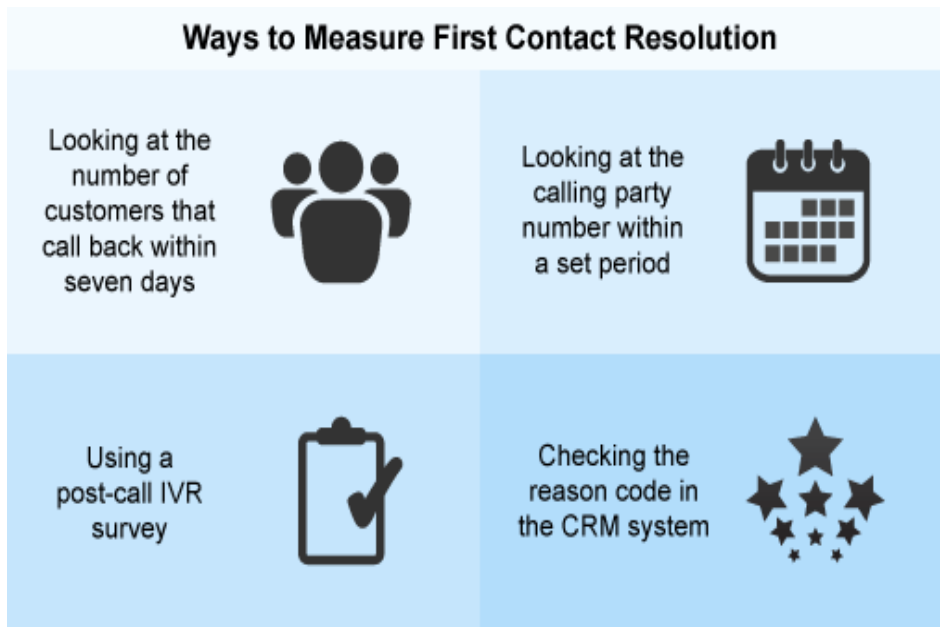 Ways to Measure First Contact Resolution
Looking at the
number of
customers that
call back within
seven days
Looking at the
calling party
number within
a set period
Using a
post-call IVR
survey
Checking the
reason code in
the CRM system